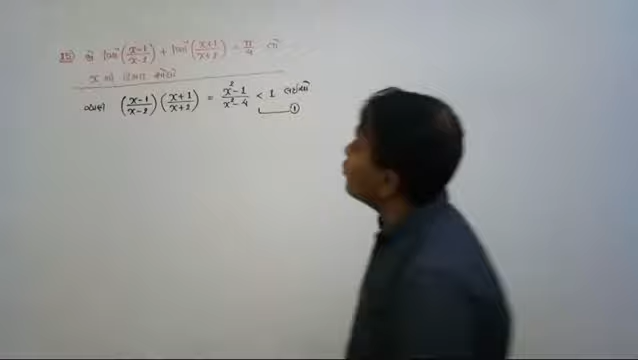 15) જો tan⁻¹(x-1/x-2) + tan⁻¹(x+1/x+2) = π/4 તો
x ની કિંમત શોધો
અહીં (x-1/x-2)(x+1/x+2) = x²-1/x²-4 < 1 લઈએ
①